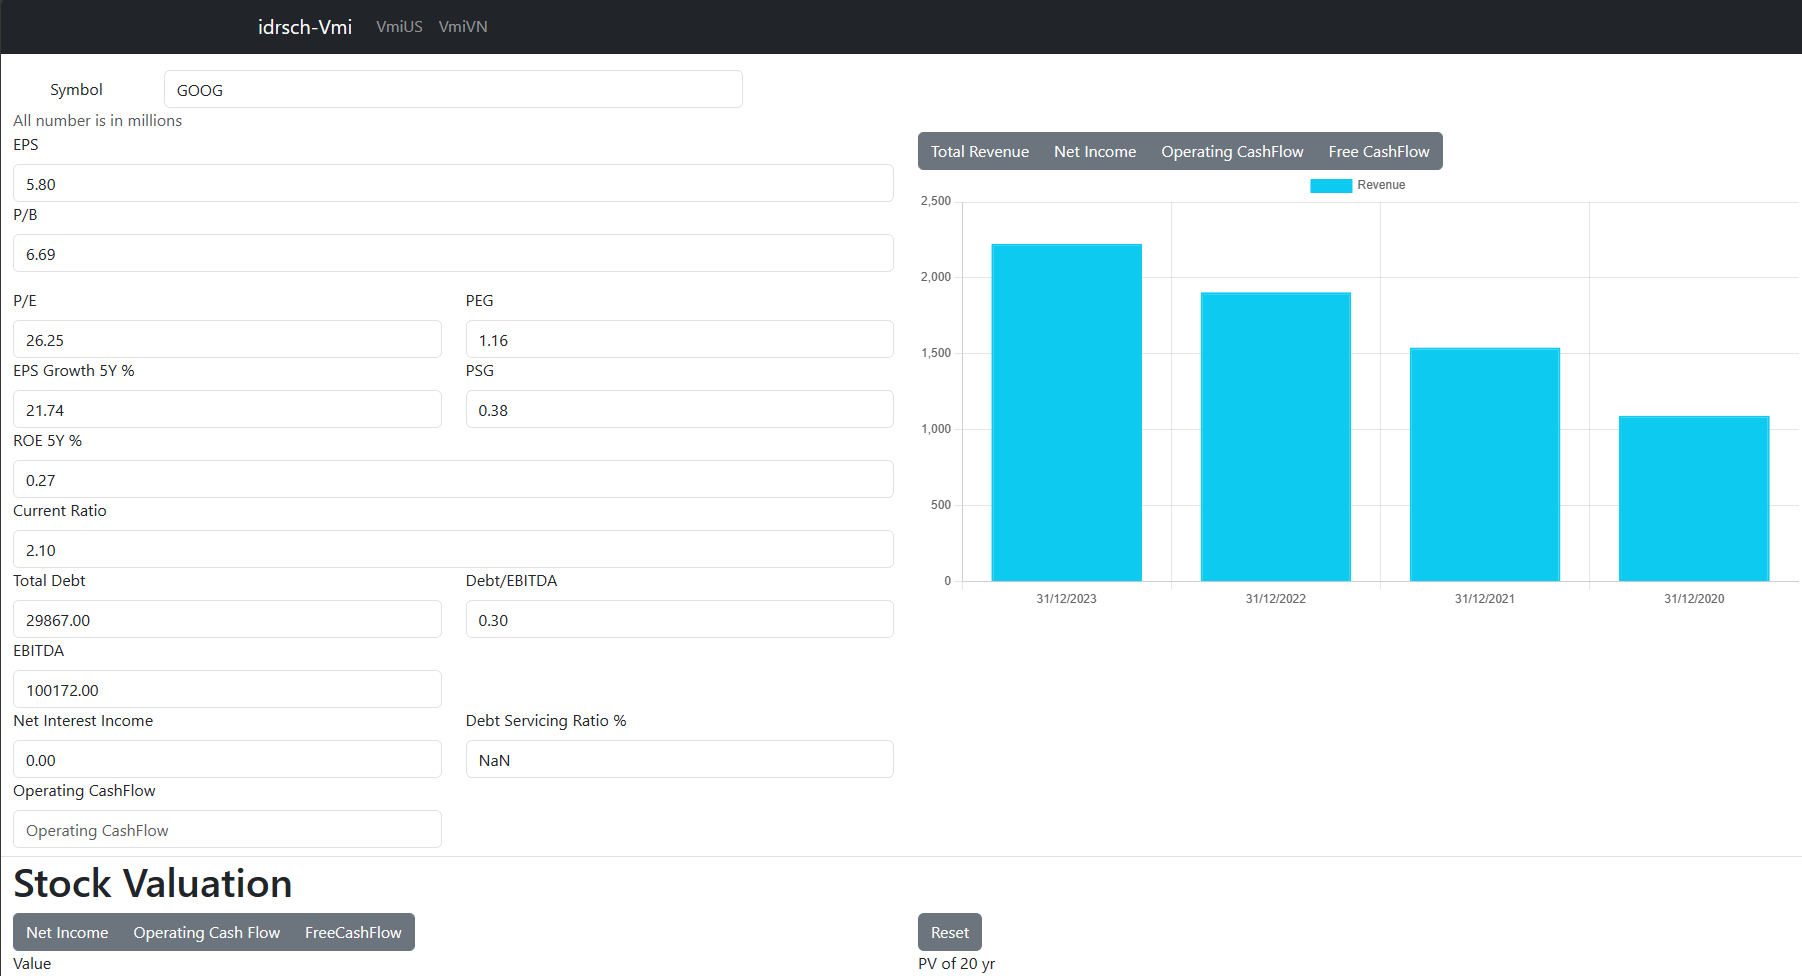 idrsch-Vmi VmiUS VmiVN
Symbol GOOG
All number is in millions
EPS
5.80
P/B
6.69
P/E PEG
26.25 1.16
EPS Growth 5Y % PSG
21.74 0.38
ROE 5Y %
0.27
Current Ratio
2.10
Total Debt Debt/EBITDA
29867.00 0.30
EBITDA
100172.00
Net Interest Income Debt Servicing Ratio %
0.00 NaN
Operating CashFlow
Operating CashFlow
Total Revenue Net Income Operating CashFlow Free CashFlow
Revenue
2,500
2,000
1,500
1,000
500
0
31/12/2023 31/12/2022 31/12/2021 31/12/2020
Stock Valuation
Net Income Operating Cash Flow FreeCashFlow Reset
Value PV of 20 yr